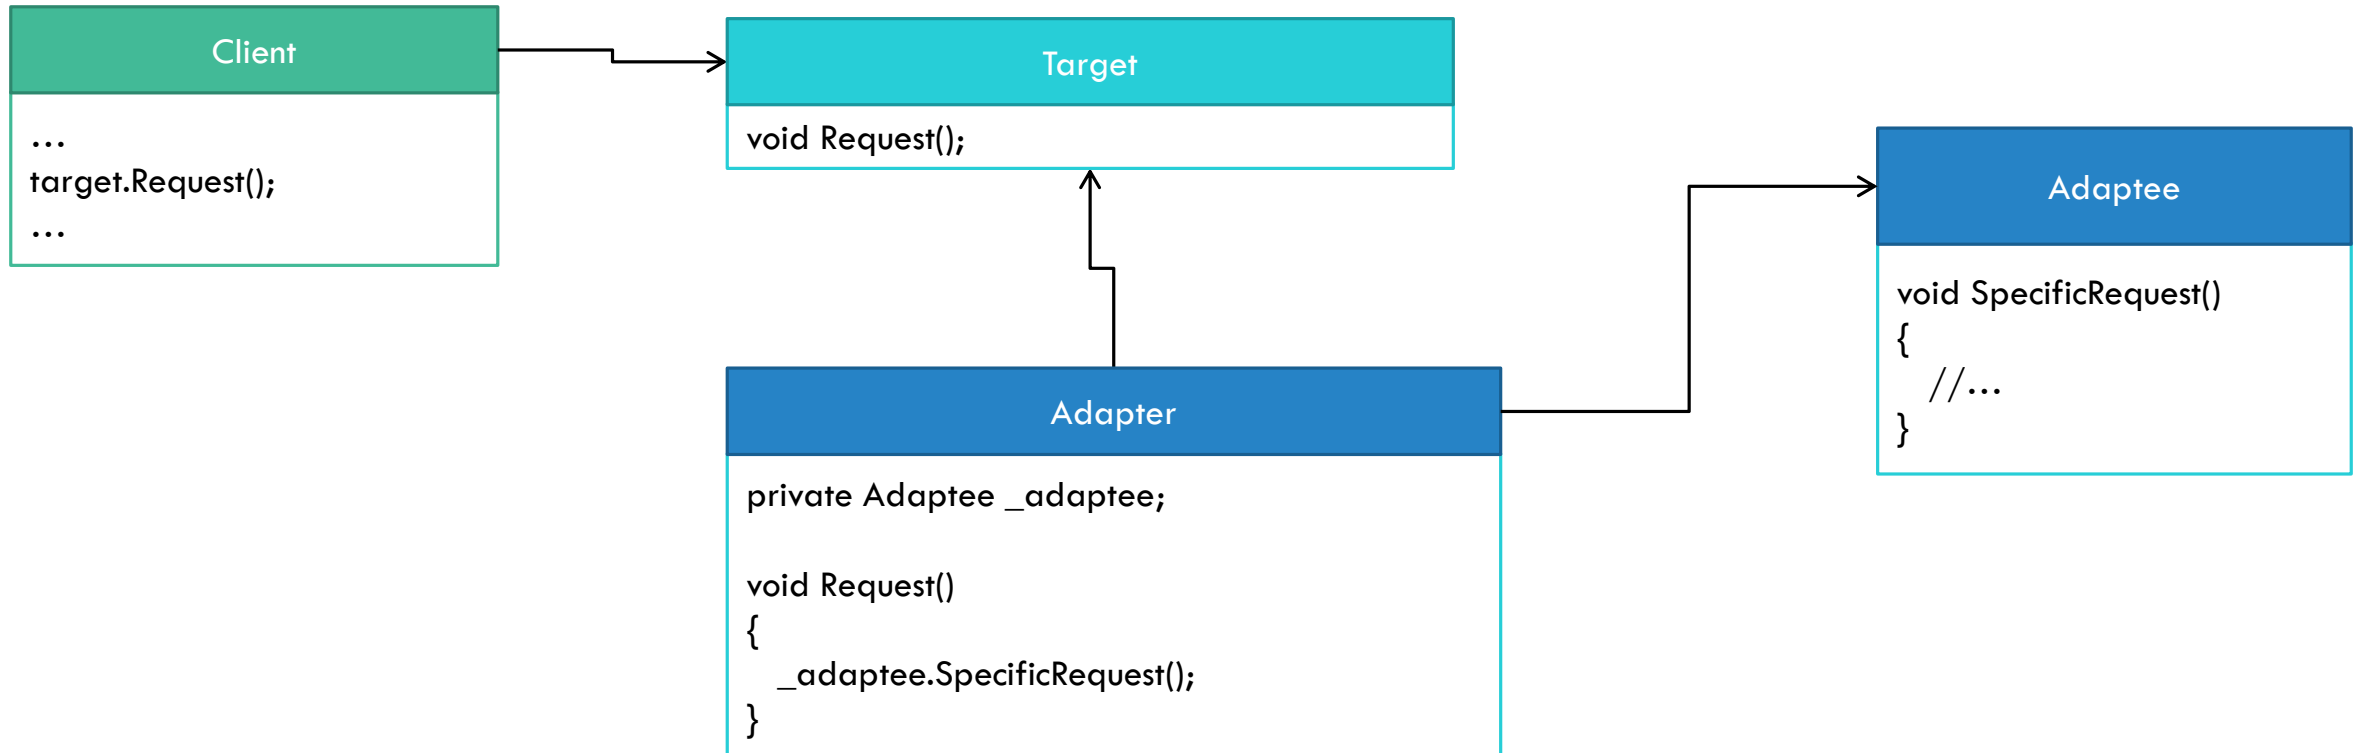 Client
…
target.Request();
…
Target
void Request();
Adaptee
void SpecificRequest()
{
//…
}
Adapter
private Adaptee _adaptee;
void Request()
{
_adaptee.SpecificRequest();
}